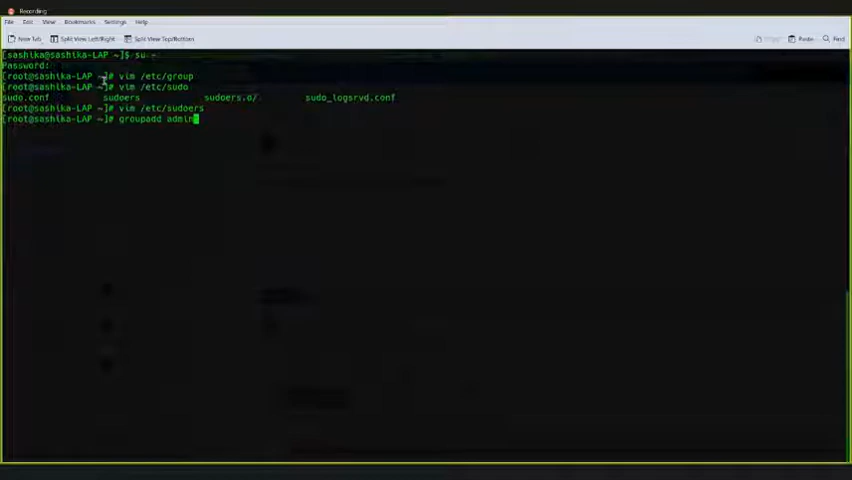 Recording
File Edit View Bookmarks Settings Help
New Tab Split View Left/Right Split View Top/Bottom Paste Find
[sashika@sashika-LAP ~]$ su -
Password:
[root@sashika-LAP ~]# vim /etc/group
[root@sashika-LAP ~]# vim /etc/sudo
sudo.conf sudoers sudoers.d/ sudo_logsrvd.conf
[root@sashika-LAP ~]# vim /etc/sudoers
[root@sashika-LAP ~]# groupadd admin